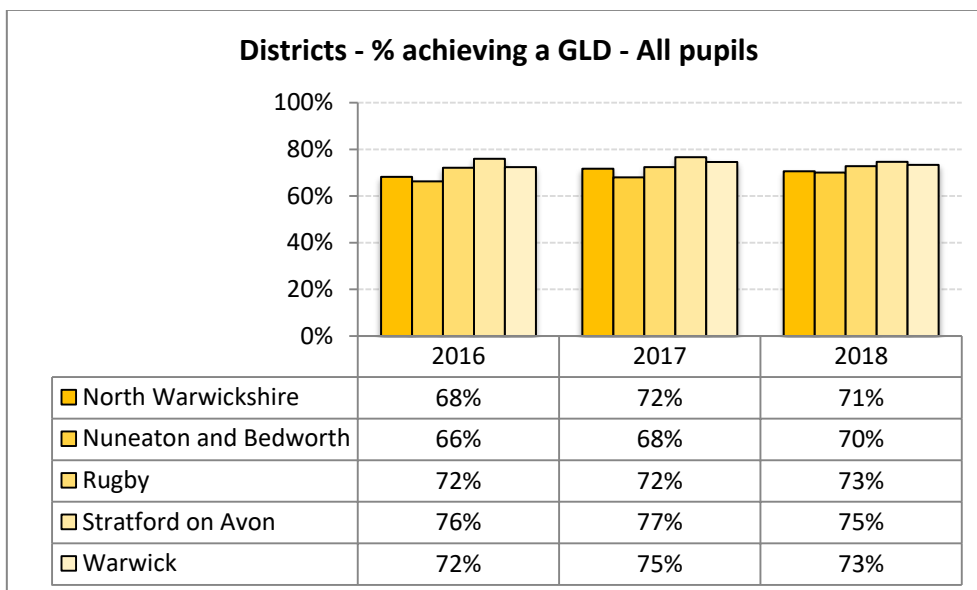 Districts - % achieving a GLD - All pupils
100%
80%
60%
40%
20%
0%
2016 2017 2018
North Warwickshire 68% 72% 71%
Nuneaton and Bedworth 66% 68% 70%
Rugby 72% 72% 73%
Stratford on Avon 76% 77% 75%
Warwick 72% 75% 73%